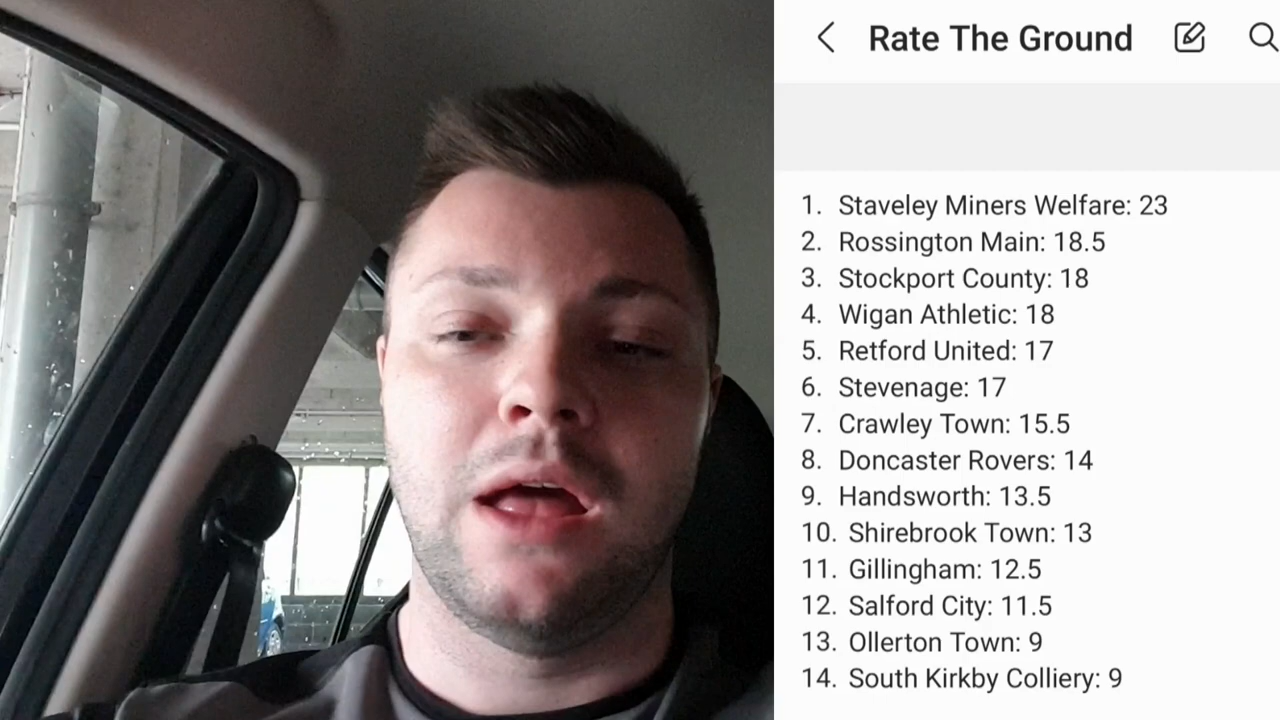 Rate The Ground
1. Staveley Miners Welfare: 23
2. Rossington Main: 18.5
3. Stockport County: 18
4. Wigan Athletic: 18
5. Retford United: 17
6. Stevenage: 17
7. Crawley Town: 15.5
8. Doncaster Rovers: 14
9. Handsworth: 13.5
10. Shirebrook Town: 13
11. Gillingham: 12.5
12. Salford City: 11.5
13. Ollerton Town: 9
14. South Kirkby Colliery: 9